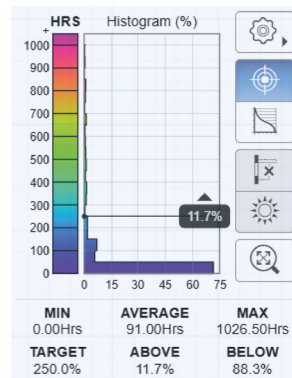 + HRS Histogram (%)
1000
900
800
700
600
500
400
300
200
100
0
11.7%
0 15 30 45 60 75
MIN AVERAGE MAX
0.00Hrs 91.00Hrs 1026.50Hrs
TARGET ABOVE BELOW
250.0% 11.7% 88.3%